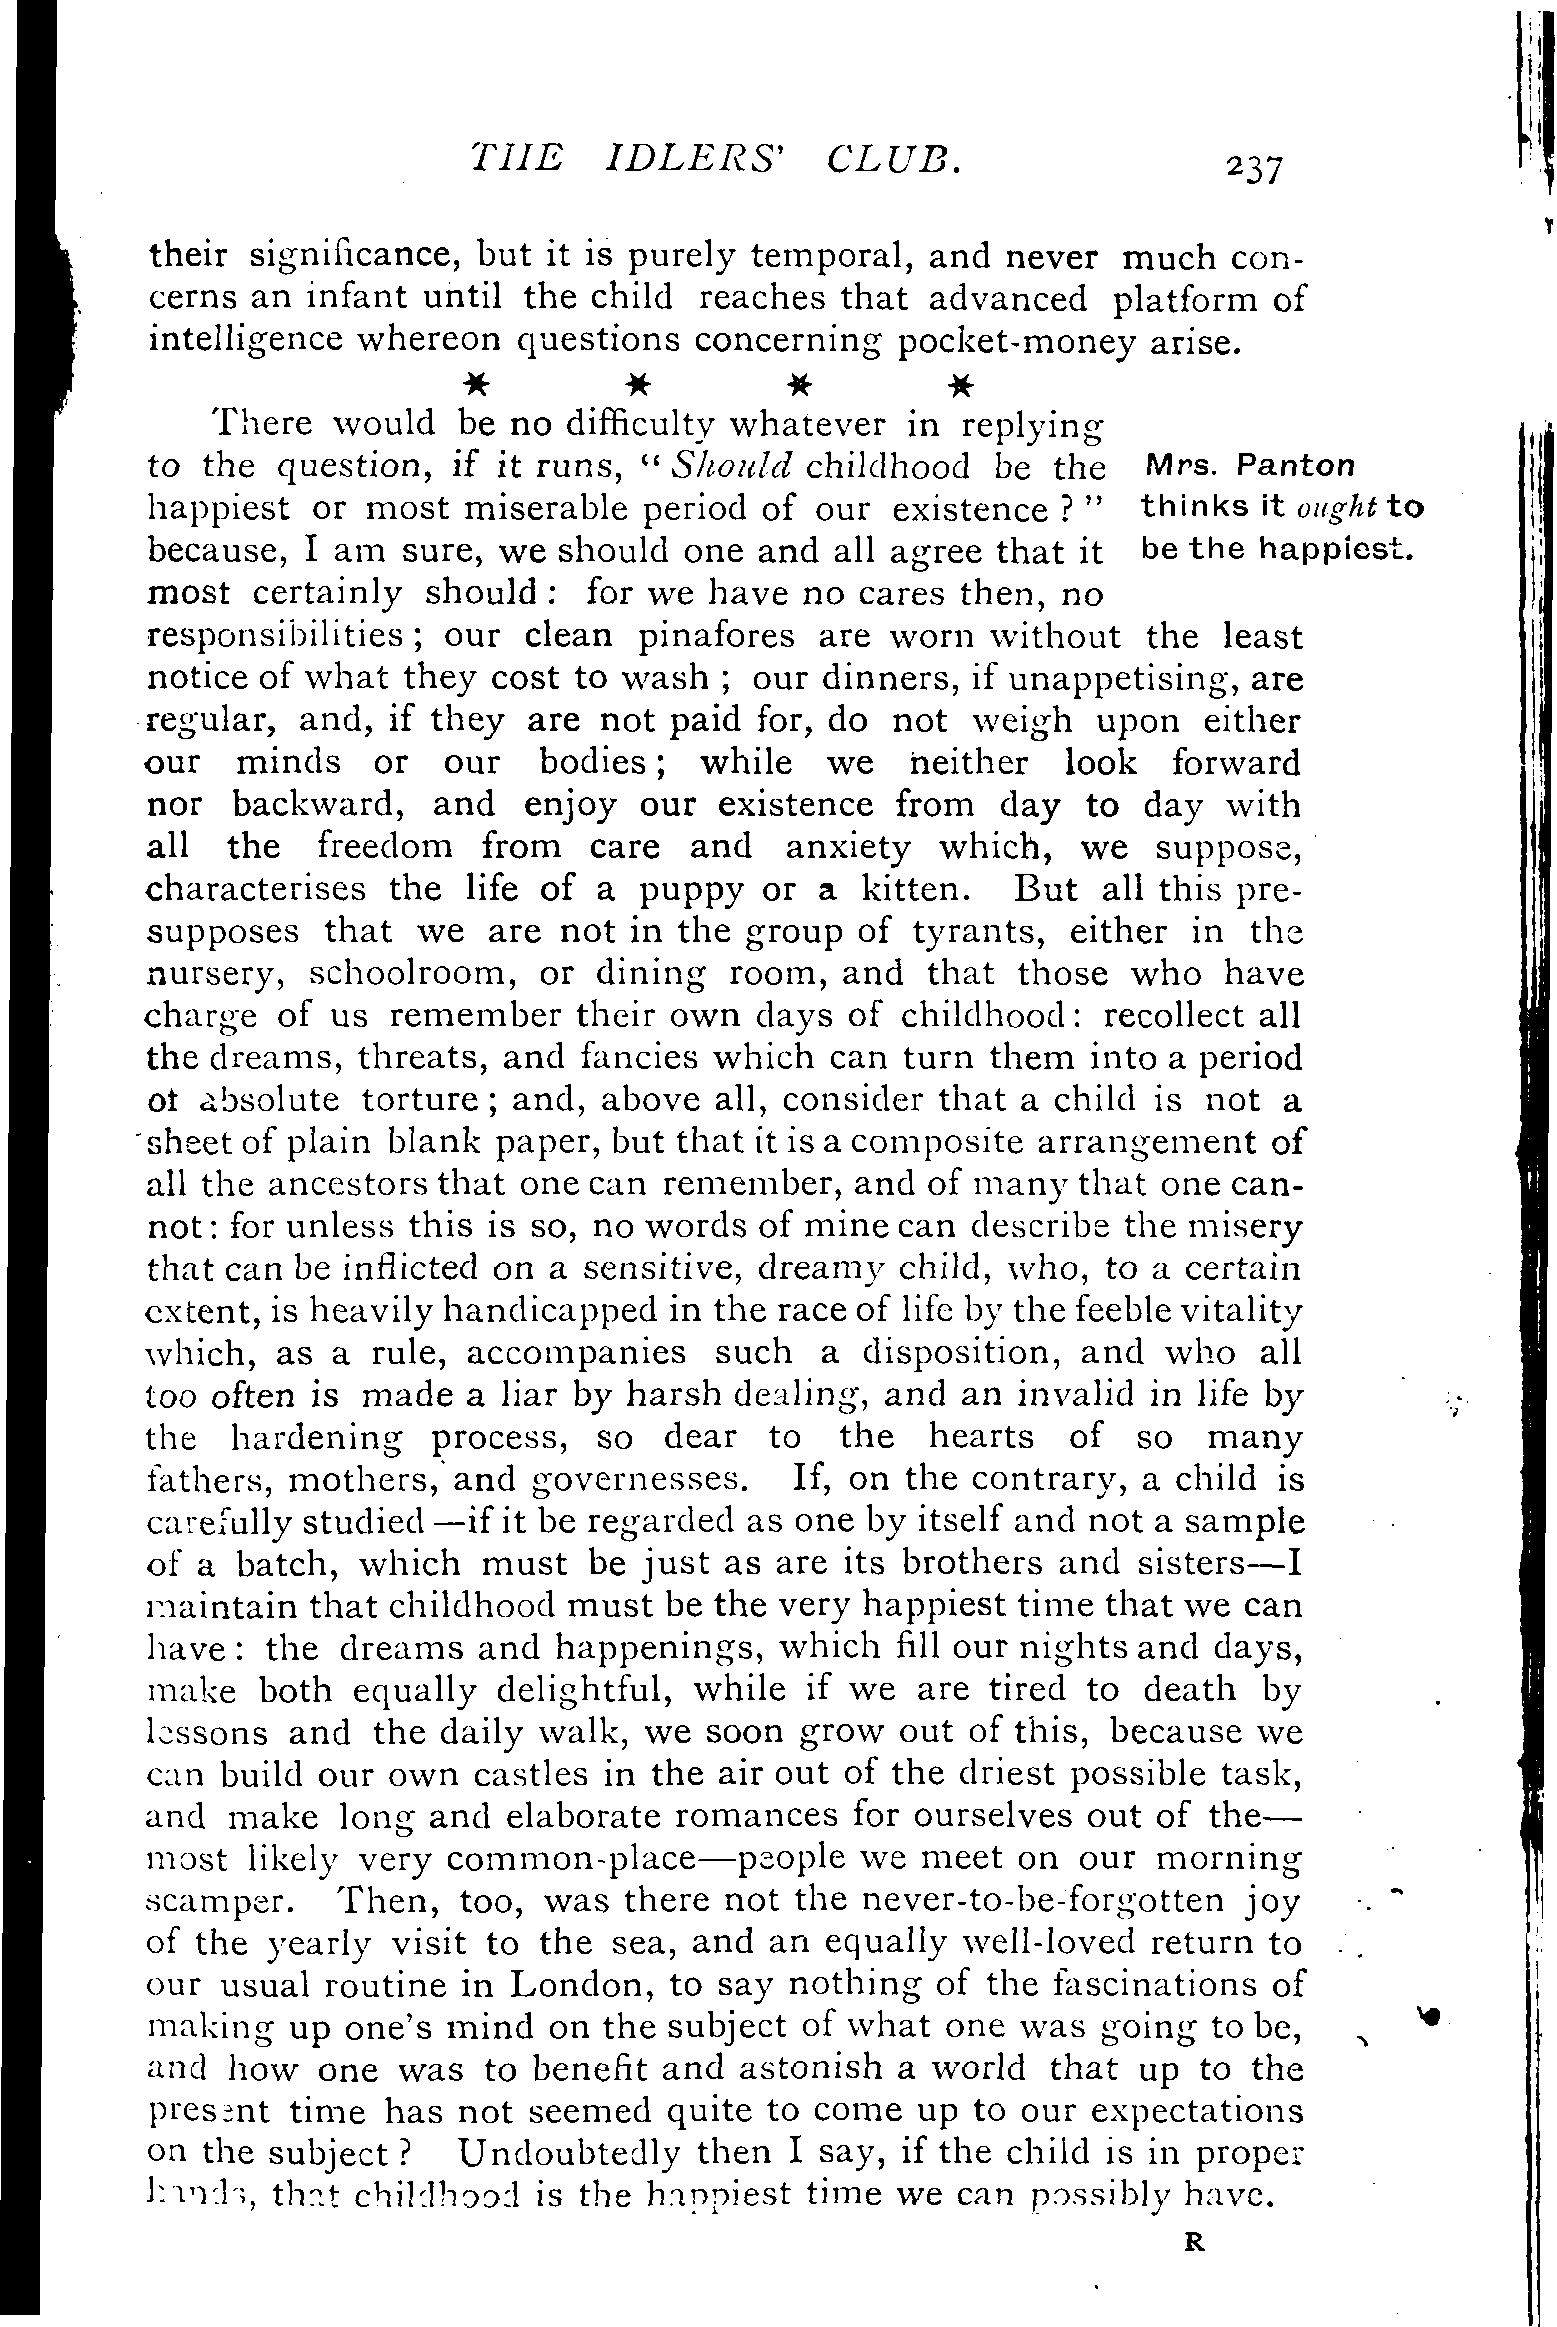 THE IDLERS' CLUB. 237
their significance, but it is purely temporal, and never much con-
cerns an infant until the child reaches that advanced platform of
intelligence whereon questions concerning pocket-money arise.
* * * *
There would be no difficulty whatever in replying
to the question, if it runs, “ Should childhood be the
happiest or most miserable period of our existence ? ”
because, I am sure, we should one and all agree that it
most certainly should : for we have no cares then, no
Mrs. Panton
thinks it ought to
be the happiest.
responsibilities ; our clean pinafores are worn without the least
notice of what they cost to wash ; our dinners, if unappetising, are
regular, and, if they are not paid for, do not weigh upon either
our minds or our bodies ; while we neither look forward
nor backward, and enjoy our existence from day to day with
all the freedom from care and anxiety which, we suppose,
characterises the life of a puppy or a kitten. But all this pre-
supposes that we are not in the group of tyrants, either in the
nursery, schoolroom, or dining room, and that those who have
charge of us remember their own days of childhood : recollect all
the dreams, threats, and fancies which can turn them into a period
of absolute torture ; and, above all, consider that a child is not a
sheet of plain blank paper, but that it is a composite arrangement of
all the ancestors that one can remember, and of many that one can-
not : for unless this is so, no words of mine can describe the misery
that can be inflicted on a sensitive, dreamy child, who, to a certain
extent, is heavily handicapped in the race of life by the feeble vitality
which, as a rule, accompanies such a disposition, and who all
too often is made a liar by harsh dealing, and an invalid in life by
the hardening process, so dear to the hearts of so many
fathers, mothers, and governesses. If, on the contrary, a child is
carefully studied—if it be regarded as one by itself and not a sample
of a batch, which must be just as are its brothers and sisters—I
maintain that childhood must be the very happiest time that we can
have : the dreams and happenings, which fill our nights and days,
make both equally delightful, while if we are tired to death by
lessons and the daily walk, we soon grow out of this, because we
can build our own castles in the air out of the driest possible task,
and make long and elaborate romances for ourselves out of the—
most likely very common-place—people we meet on our morning
scamper. Then, too, was there not the never-to-be-forgotten joy
of the yearly visit to the sea, and an equally well-loved return to
our usual routine in London, to say nothing of the fascinations of
making up one's mind on the subject of what one was going to be,
and how one was to benefit and astonish a world that up to the
present time has not seemed quite to come up to our expectations
on the subject ? Undoubtedly then I say, if the child is in proper
hands, that childhood is the happiest time we can possibly have.
R